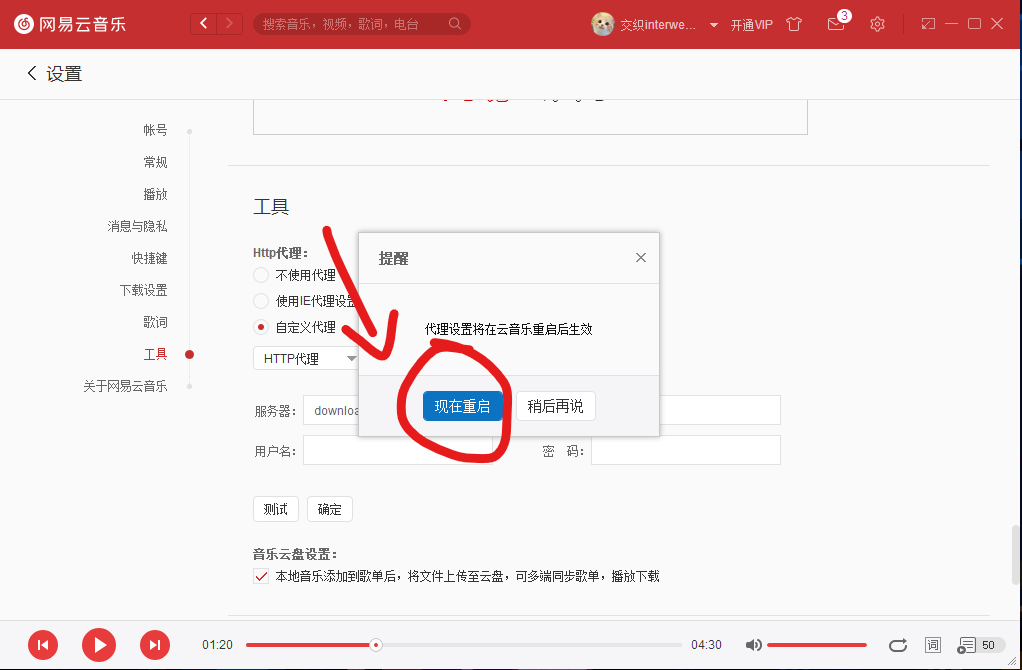 网易云音乐
搜索音乐，视频，歌词，电台
交织interwe...
开通VIP
3
设置
帐号
常规
播放
消息与隐私
快捷键
下载设置
歌词
工具
关于网易云音乐
工具
Http代理：
不使用代理
使用IE代理设置
自定义代理
HTTP代理
服务器：
downloa
用户名：
密 码：
提醒
代理设置将在云音乐重启后生效
现在重启 稍后再说
测试 确定
音乐云盘设置：
本地音乐添加到歌单后，将文件上传至云盘，可多端同步歌单，播放下载
01:20
04:30
词
50